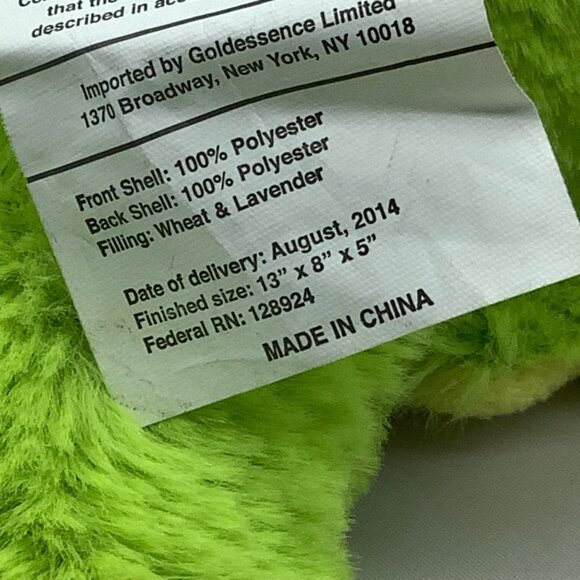 that the
described in acc
Imported by Goldessence Limited
1370 Broadway, New York, NY 10018
Front Shell: 100% Polyester
Back Shell: 100% Polyester
Filling: Wheat & Lavender
Date of delivery: August, 2014
Finished size: 13” x 8” x 5”
Federal RN: 128924
MADE IN CHINA